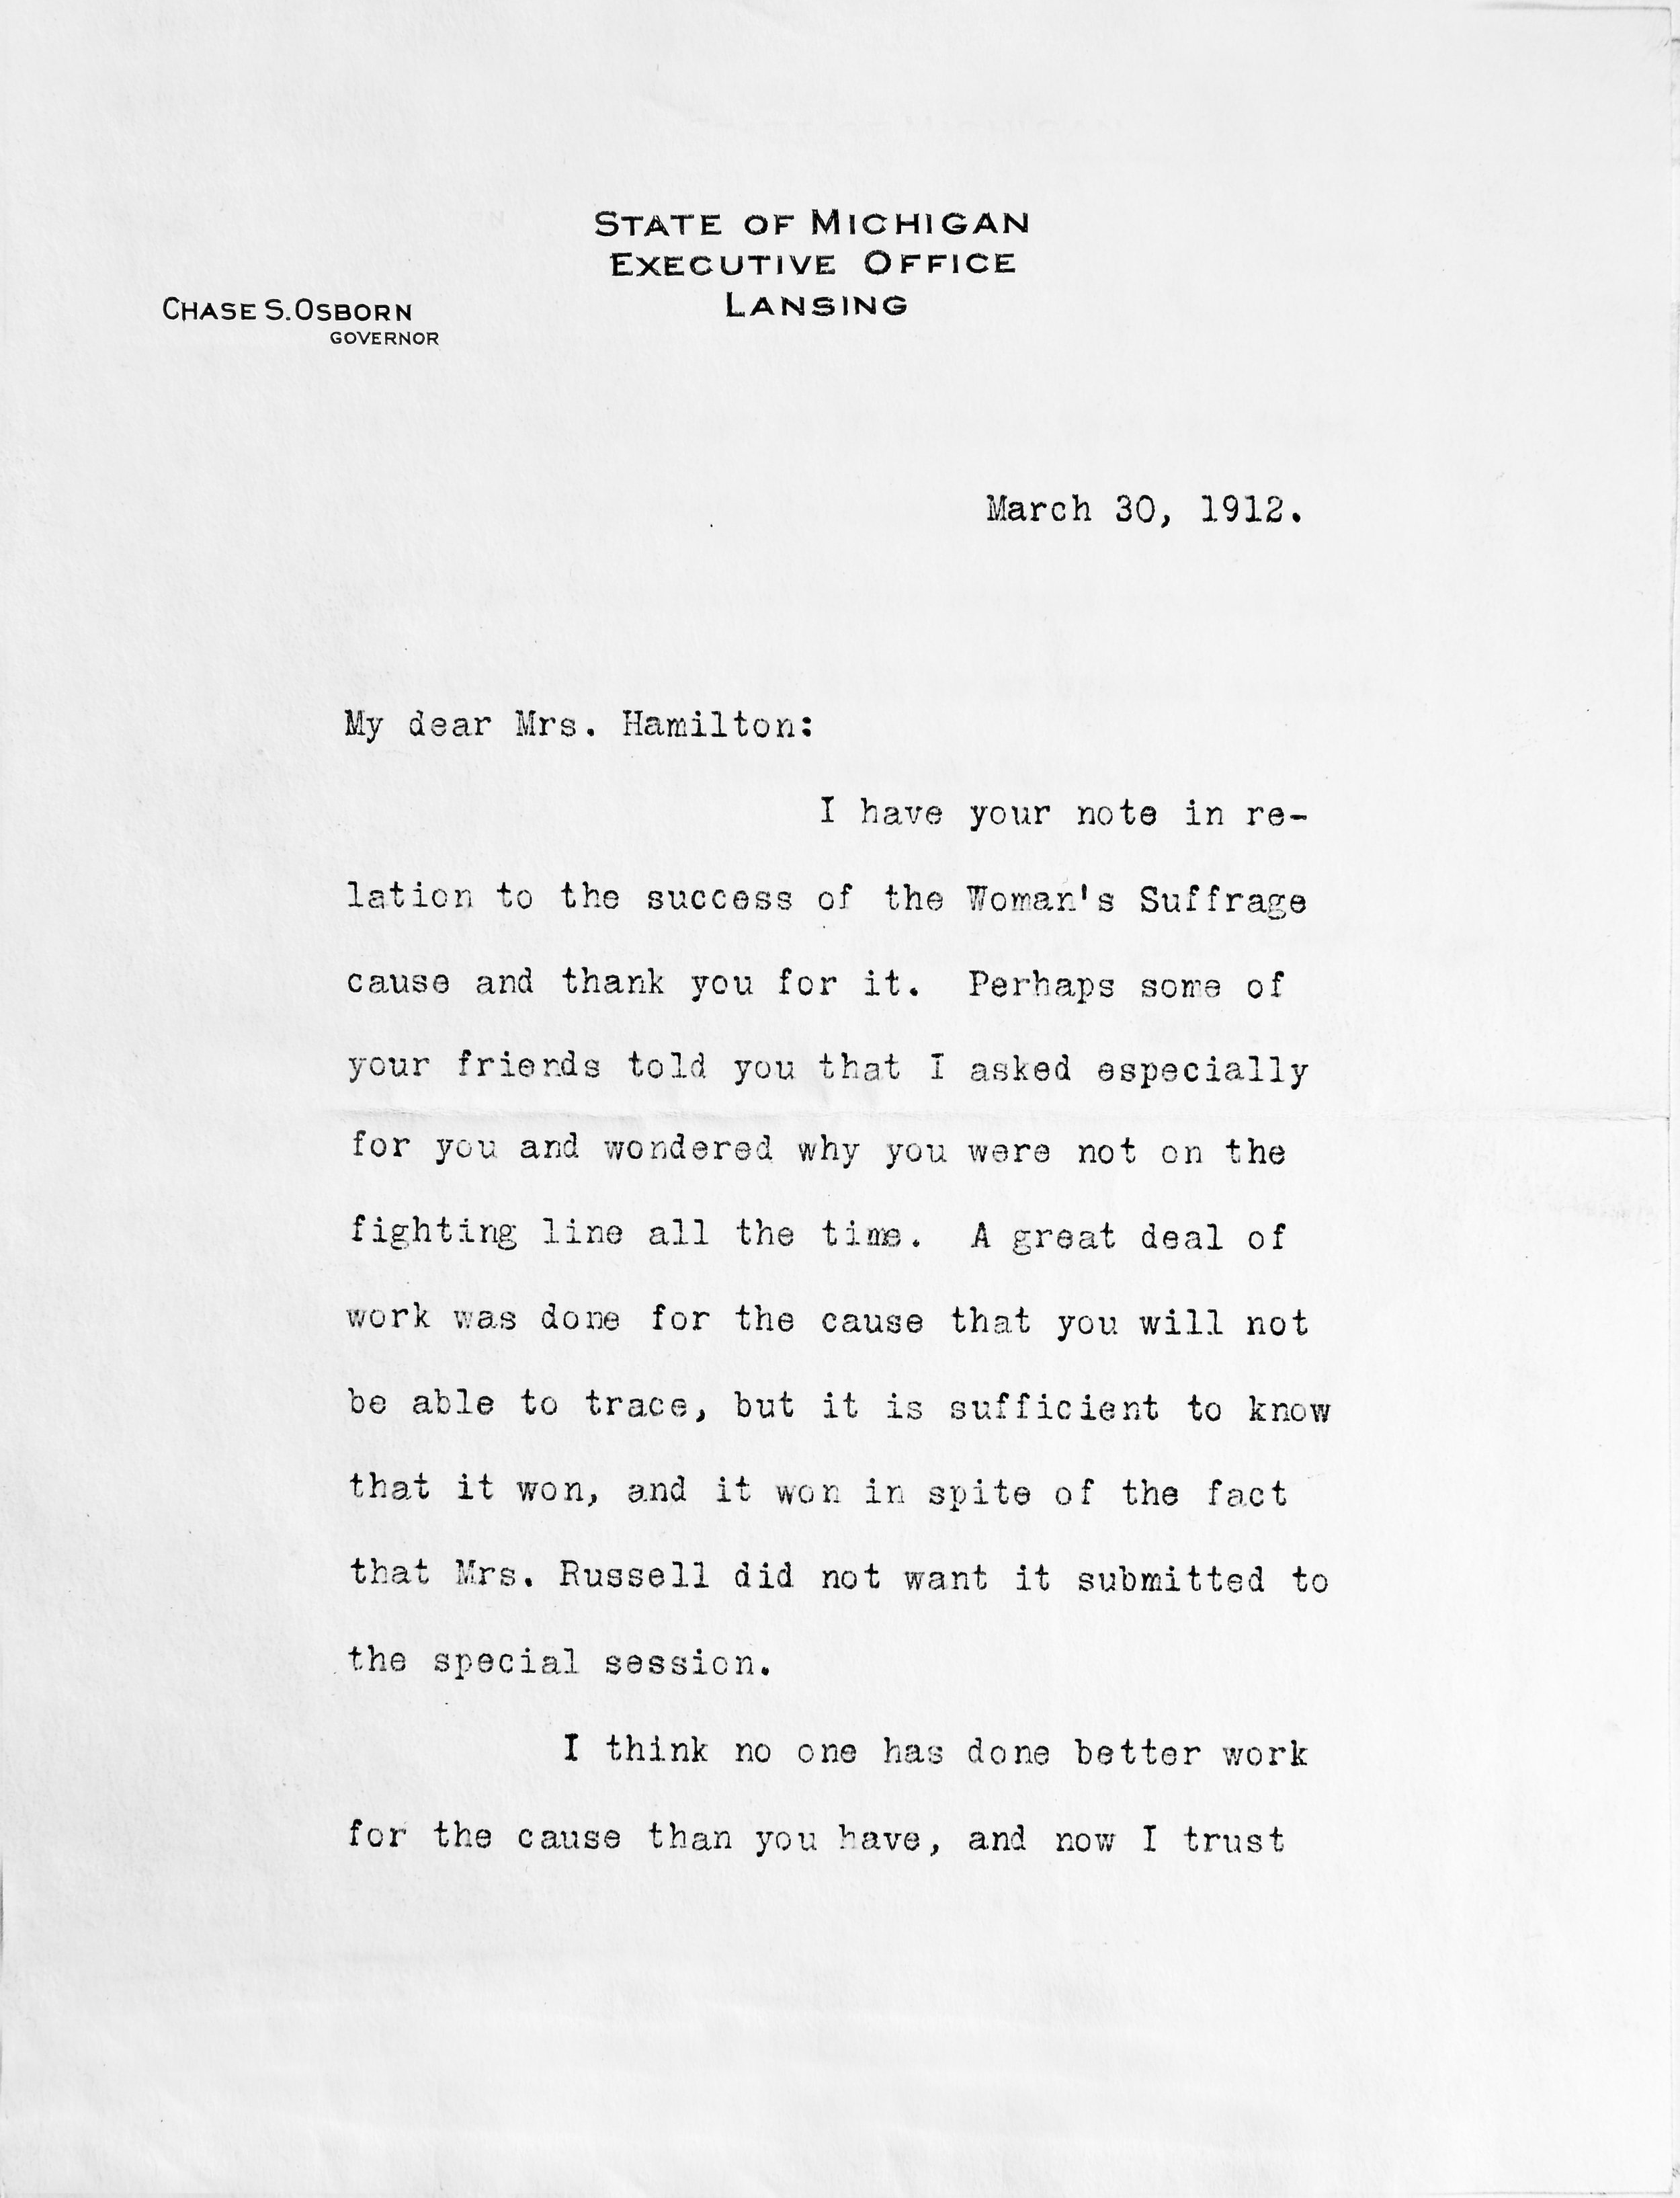 STATE OF MICHIGAN
EXECUTIVE OFFICE
LANSING
CHASE S. OSBORN
GOVERNOR
March 30, 1912.
My dear Mrs. Hamilton:
I have your note in re-
lation to the success of the Woman's Suffrage
cause and thank you for it. Perhaps some of
your friends told you that I asked especially
for you and wondered why you were not on the
fighting line all the time. A great deal of
work was done for the cause that you will not
be able to trace, but it is sufficient to know
that it won, and it won in spite of the fact
that Mrs. Russell did not want it submitted to
the special session.
I think no one has done better work
for the cause than you have, and now I trust